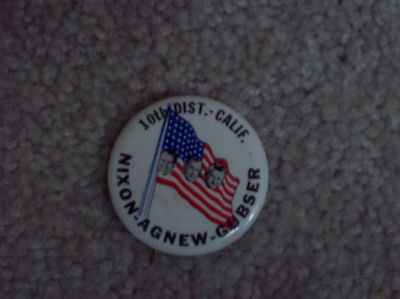 10th DIST.-CALIF.
NIXON-AGNEW-GUBSER